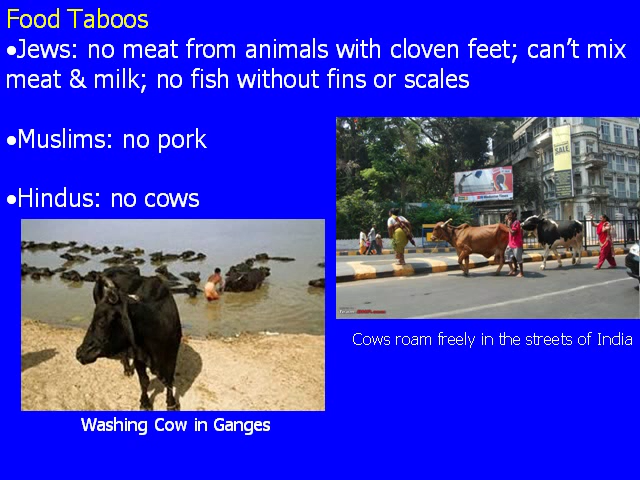 Food Taboos
•Jews: no meat from animals with cloven feet; can’t mix
meat & milk; no fish without fins or scales
•Muslims: no pork
•Hindus: no cows
SALE
Cows roam freely in the streets of India
Washing Cow in Ganges